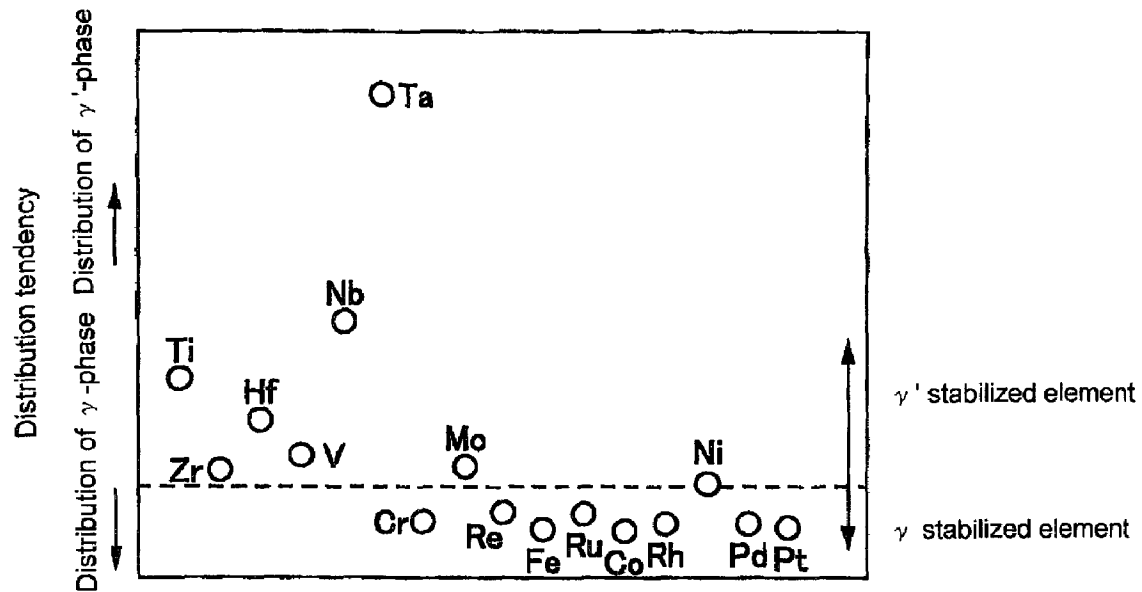 Distribution tendency
Distribution of γ -phase Distribution of γ '-phase
Ta
Nb
Ti
Hf
V
Zr
Mo
Ni
Cr
Re
Fe
Ru
Co
Rh
Pd
Pt
γ ' stabilized element
γ stabilized element